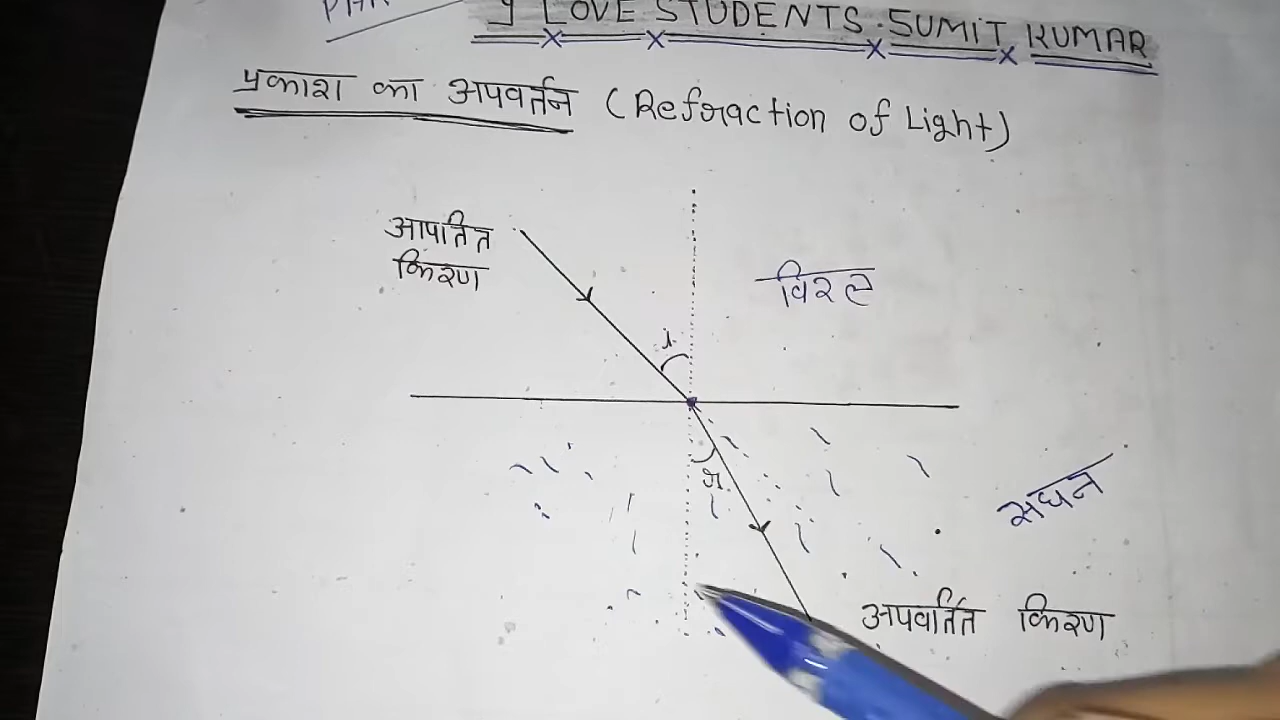 I LOVE STUDENTS. SUMIT KUMAR
प्रकाश का अपवर्तन (Refraction of Light)
आपतित
किरण
विरल
i
r
सघन
अपवर्तित किरण